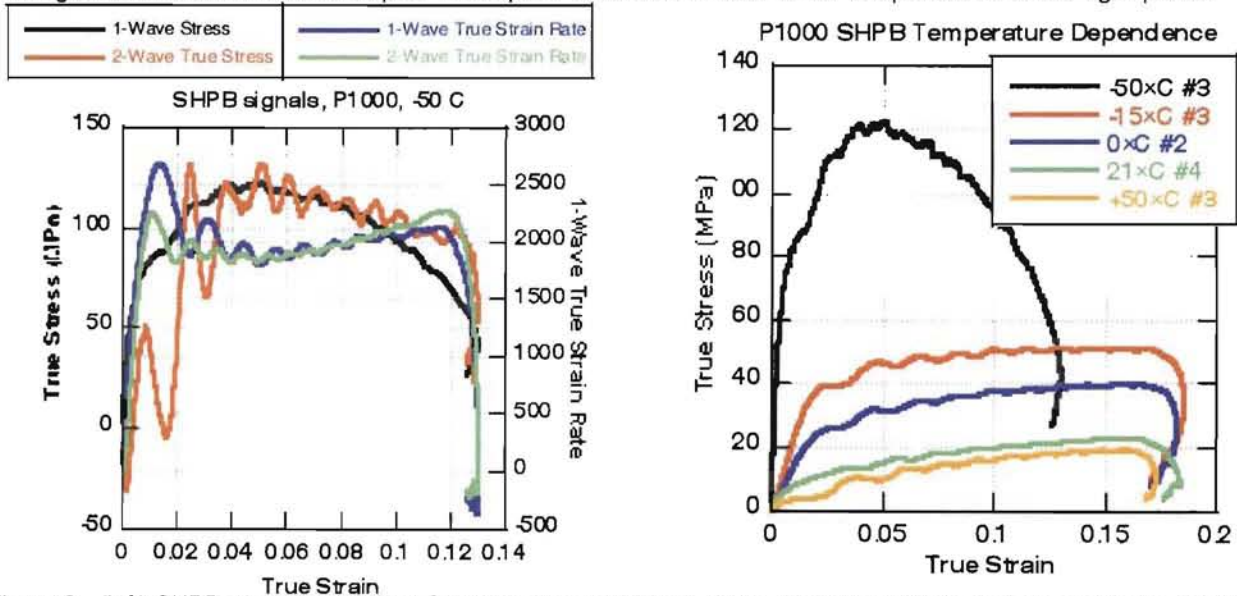 1-Wave Stress
1-Wave True Strain Rate
2-Wave True Stress
2-Wave True Strain Rate
SHPB signals, P1000, -50 C
150
100
50
0
-50
True Stress
3000
2500
2000
1500
1000
500
0
-500
1-Wave True Strain Rate
0 0.02 0.04 0.06 0.08 0.1 0.12 0.14
True Strain
P1000 SHPB Temperature Dependence
-50×C #3
-15×C #3
0×C #2
21×C #4
+50×C #3
140
120
00
80
60
40
20
0
True Stress (MPa)
0 0.05 0.1 0.15 0.2
True Strain